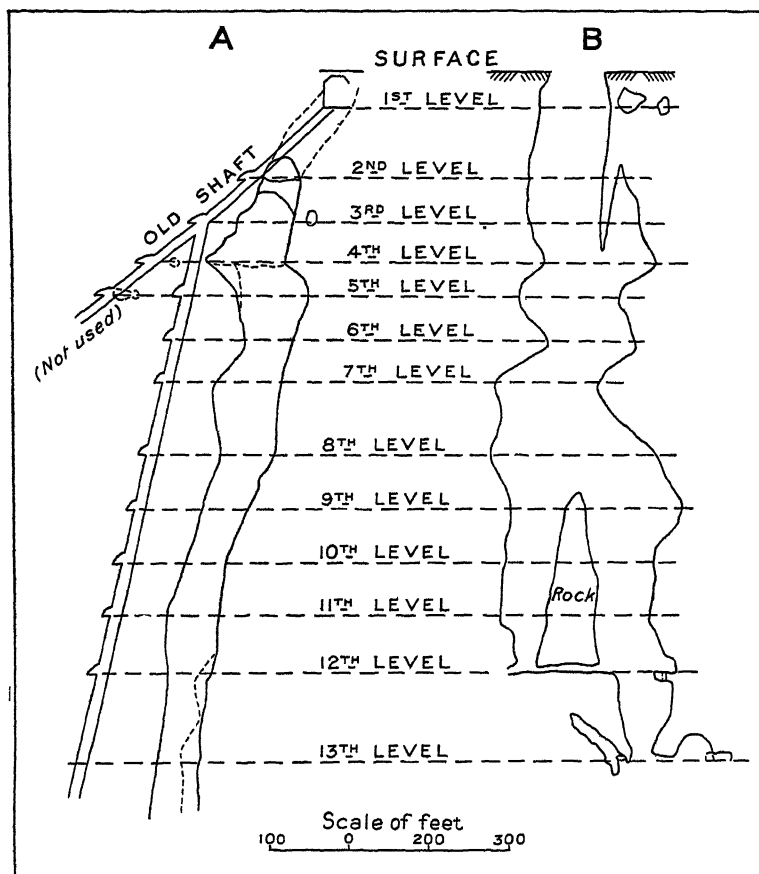 A B
SURFACE
1ST LEVEL
OLD SHAFT
2ND LEVEL
3RD LEVEL
4TH LEVEL
5TH LEVEL
(Not used)
6TH LEVEL
7TH LEVEL
8TH LEVEL
9TH LEVEL
10TH LEVEL
Rock
11TH LEVEL
12TH LEVEL
13TH LEVEL
Scale of feet
100 0 200 300